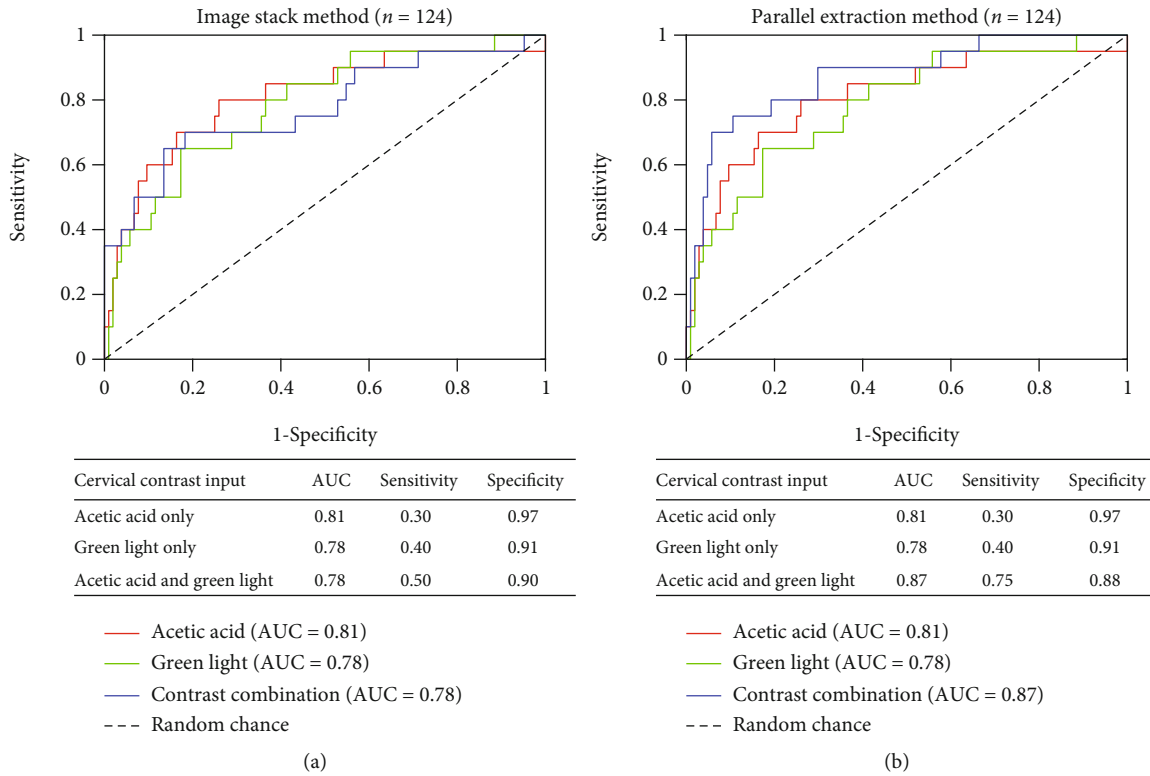 Image stack method (n = 124)
1
0.8
0.6
0.4
0.2
0
Sensitivity
0
0.2
0.4
0.6
0.8
1
1-Specificity
Cervical contrast input AUC Sensitivity Specificity
Acetic acid only 0.81 0.30 0.97
Green light only 0.78 0.40 0.91
Acetic acid and green light 0.78 0.50 0.90
Acetic acid (AUC = 0.81)
Green light (AUC = 0.78)
Contrast combination (AUC = 0.78)
Random chance
(a)
Parallel extraction method (n = 124)
1
0.8
0.6
0.4
0.2
0
Sensitivity
0
0.2
0.4
0.6
0.8
1
1-Specificity
Cervical contrast input AUC Sensitivity Specificity
Acetic acid only 0.81 0.30 0.97
Green light only 0.78 0.40 0.91
Acetic acid and green light 0.87 0.75 0.88
Acetic acid (AUC = 0.81)
Green light (AUC = 0.78)
Contrast combination (AUC = 0.87)
Random chance
(b)